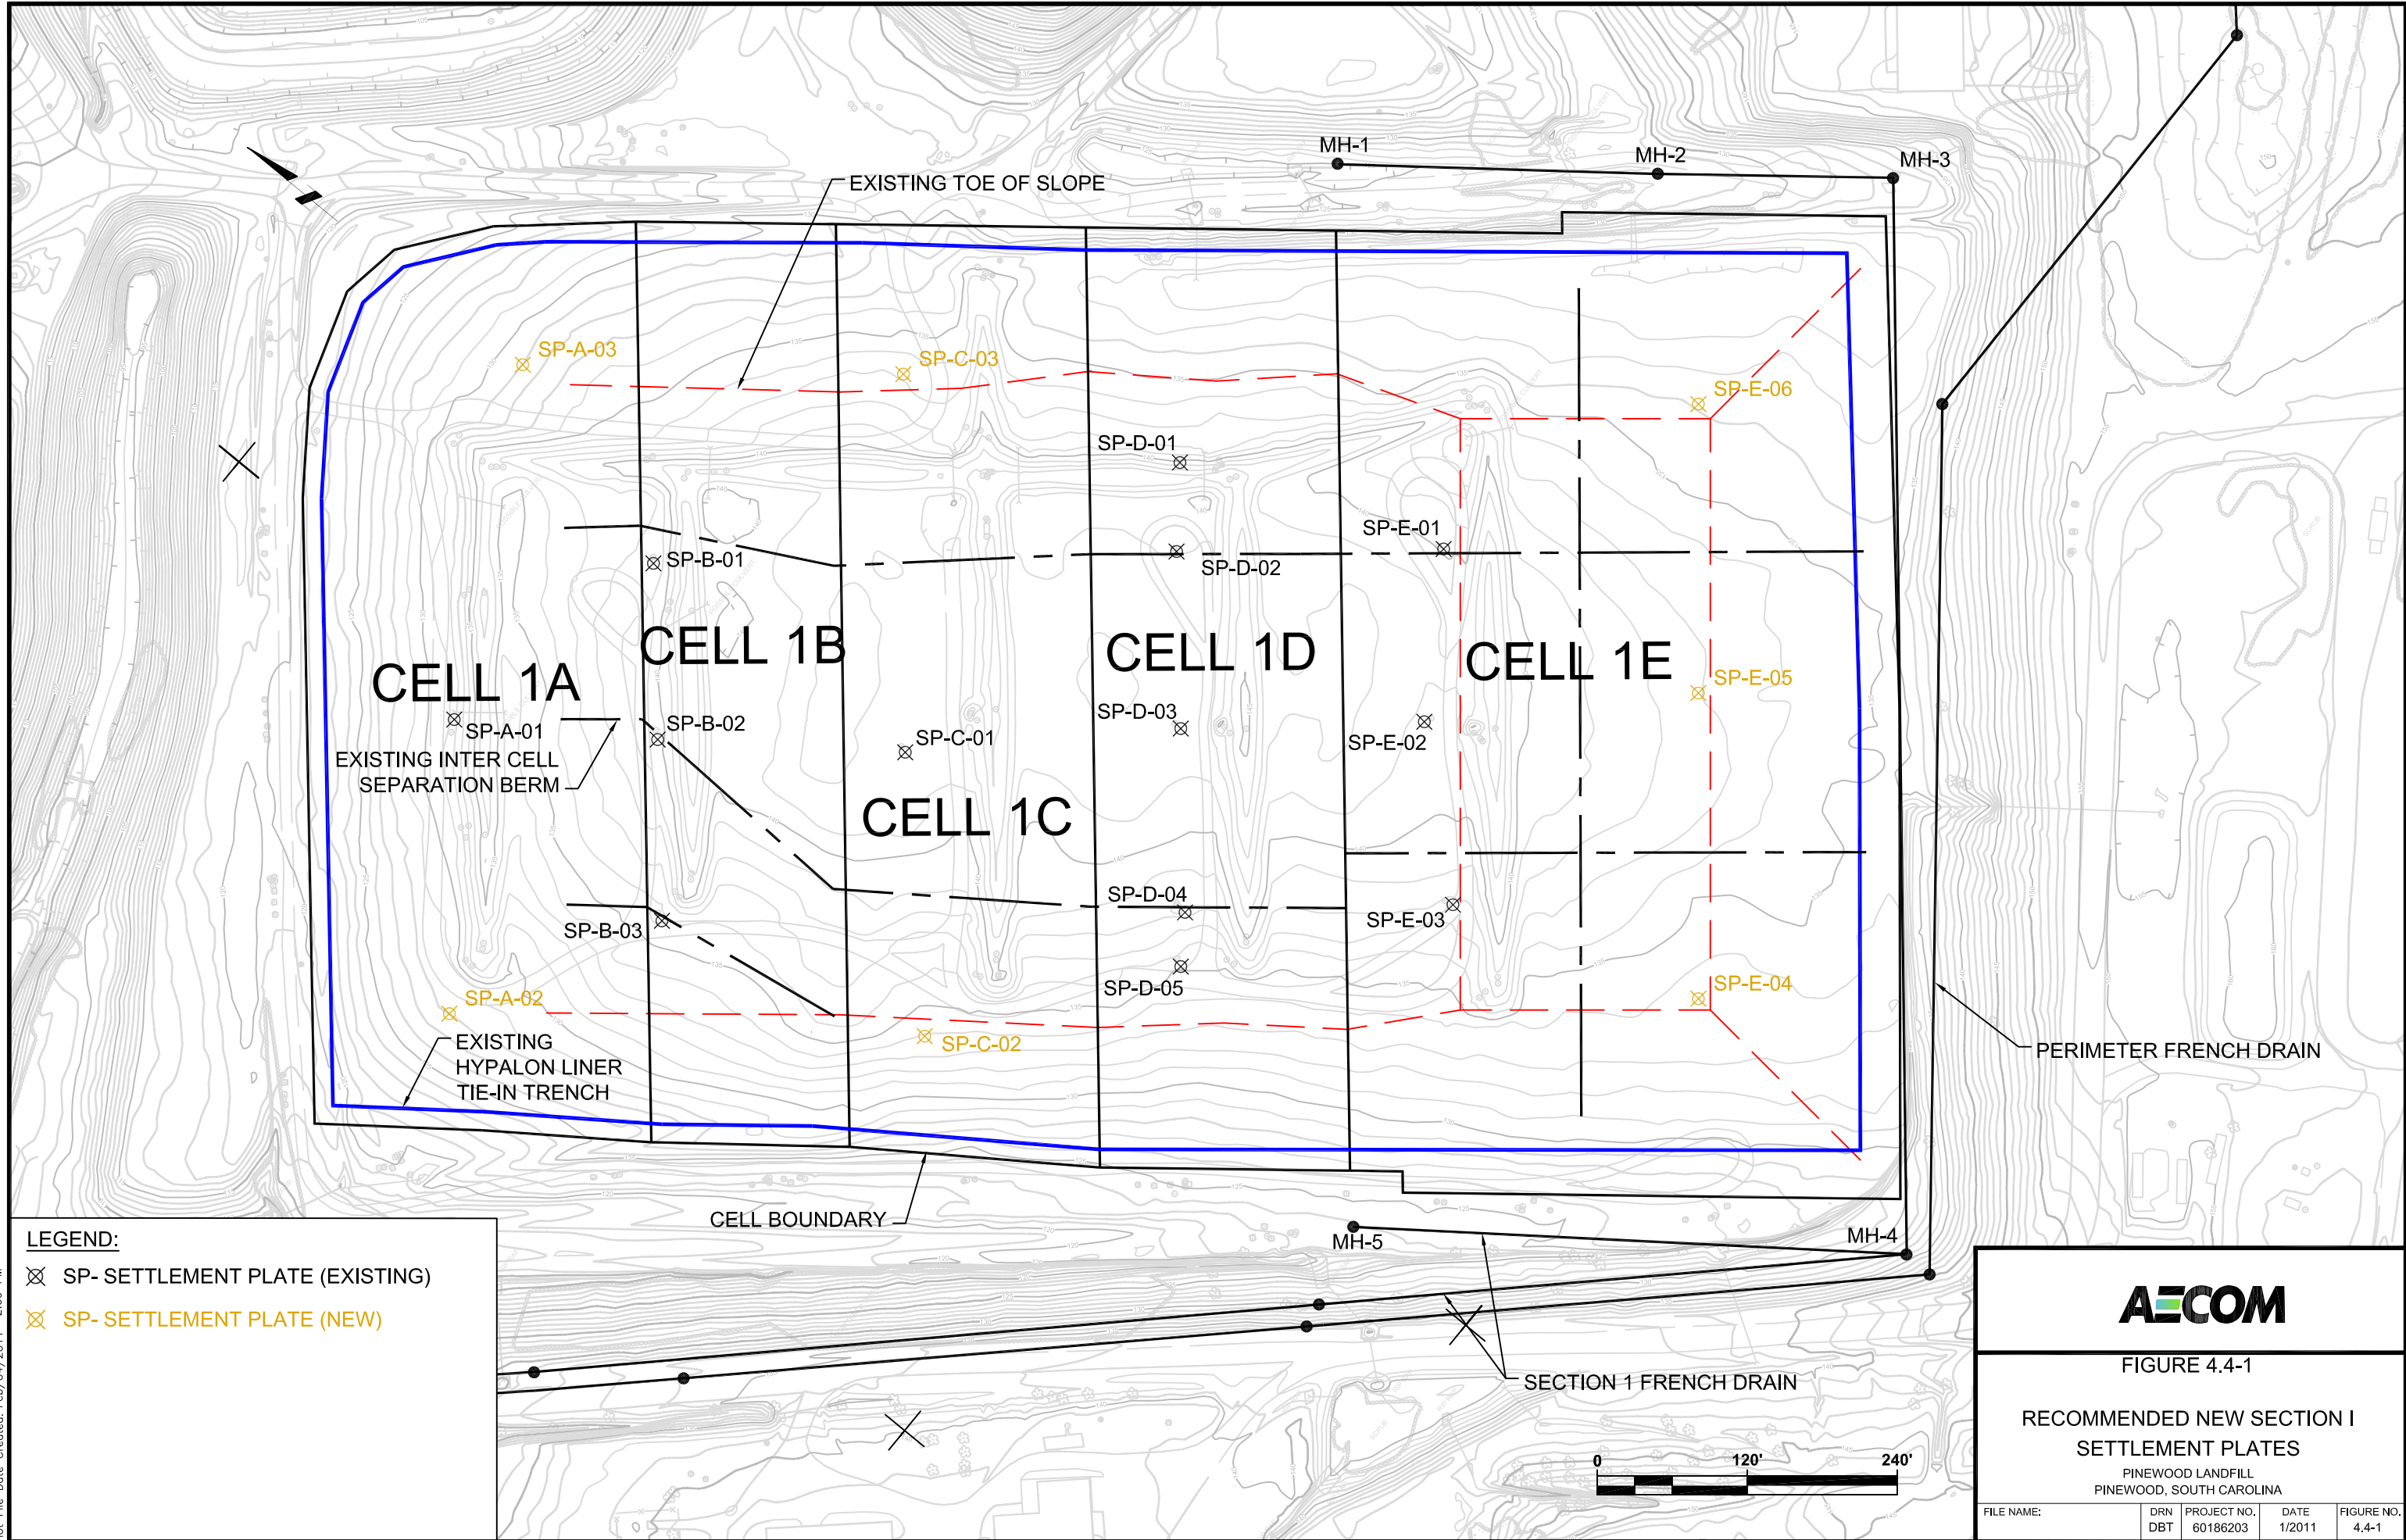 MH-1
MH-2
MH-3
EXISTING TOE OF SLOPE
SP-A-03
SP-C-03
SP-E-06
SP-D-01
SP-E-01
SP-B-01
SP-D-02
CELL 1A
CELL 1B
CELL 1D
CELL 1E
SP-E-05
SP-A-01
SP-B-02
SP-C-01
SP-D-03
SP-E-02
EXISTING INTER CELL
SEPARATION BERM
CELL 1C
SP-D-04
SP-B-03
SP-E-03
SP-D-05
SP-E-04
SP-A-02
SP-C-02
EXISTING
HYPALON LINER
TIE-IN TRENCH
PERIMETER FRENCH DRAIN
CELL BOUNDARY
MH-5
MH-4
SECTION 1 FRENCH DRAIN
LEGEND:
SP- SETTLEMENT PLATE (EXISTING)
SP- SETTLEMENT PLATE (NEW)
0 120' 240'
AECOM
FIGURE 4.4-1
RECOMMENDED NEW SECTION I
SETTLEMENT PLATES
PINEWOOD LANDFILL
PINEWOOD, SOUTH CAROLINA
FILE NAME:
DRN
DBT
PROJECT NO.
60186203
DATE
1/2011
FIGURE NO.
4.4-1